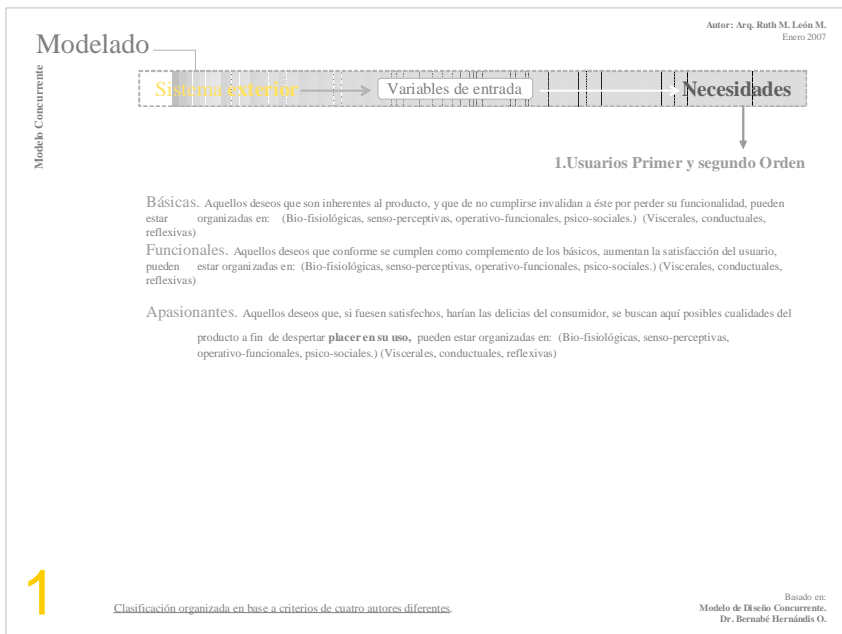 Autor: Arq. Ruth M. León M.
Enero 2007
Modelado
Modelo Concurrente
Sistema exterior
Variables de entrada
Necesidades
1.Usuarios Primer y segundo Orden
Básicas. Aquellos deseos que son inherentes al producto, y que de no cumplirse invalidan a éste por perder su funcionalidad, pueden
estar organizadas en: (Bio-fisiológicas, senso-perceptivas, operativo-funcionales, psico-sociales.) (Viscerales, conductuales,
reflexivas)
Funcionales. Aquellos deseos que conforme se cumplen como complemento de los básicos, aumentan la satisfacción del usuario,
pueden estar organizadas en: (Bio-fisiológicas, senso-perceptivas, operativo-funcionales, psico-sociales.) (Viscerales, conductuales,
reflexivas)
Apasionantes. Aquellos deseos que, si fuesen satisfechos, harían las delicias del consumidor, se buscan aquí posibles cualidades del
producto a fin de despertar placer en su uso, pueden estar organizadas en: (Bio-fisiológicas, senso-perceptivas,
operativo-funcionales, psico-sociales.) (Viscerales, conductuales, reflexivas)
1
Clasificación organizada en base a criterios de cuatro autores diferentes.
Basado en:
Modelo de Diseño Concurrente.
Dr. Bernabé Hernándis O.